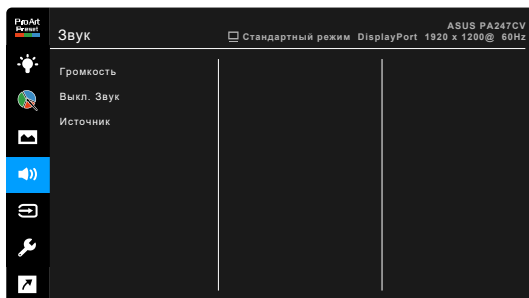 ProArt
Preset
Звук
ASUS PA247CV
Стандартный режим DisplayPort 1920 x 1200@ 60Hz
Громкость
Выкл. Звук
Источник